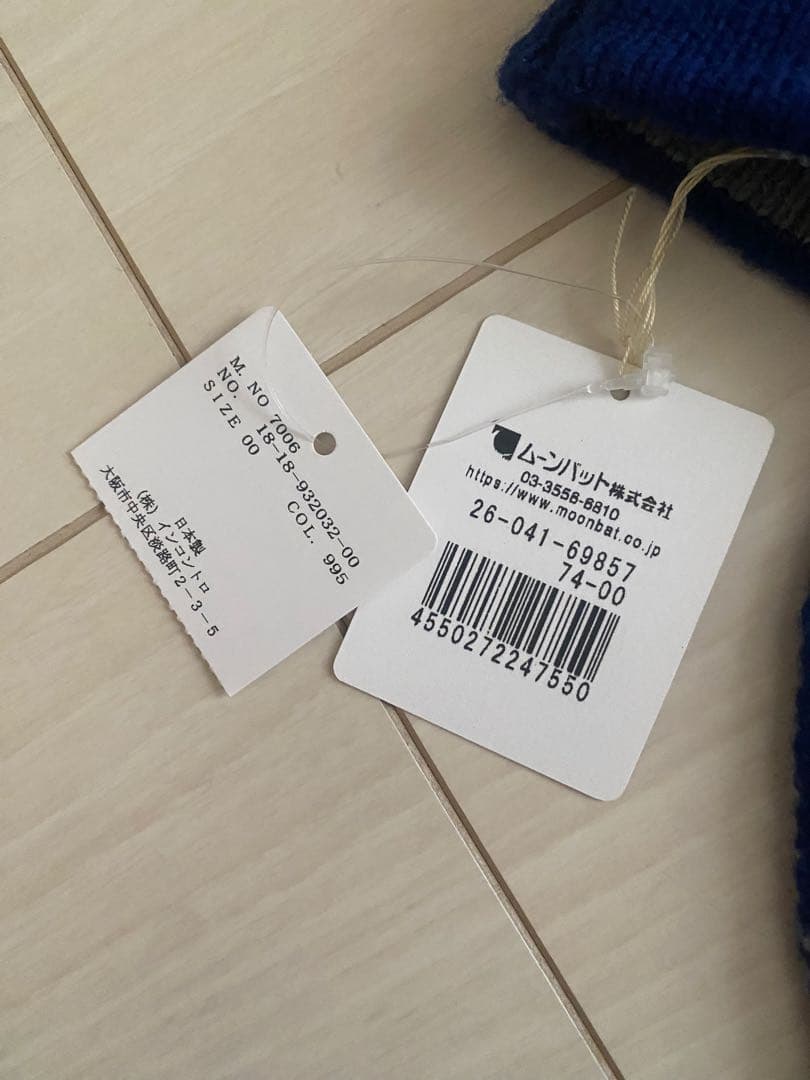 M. NO 7006
NO. 18-18-932032-00
SIZE 00 COL. 995
日本製
(株) インコントロ
大阪市中央区淡路町2-3-5
ムーンバット株式会社
03-3556-6810
https://www.moonbat.co.jp
26-041-69857
74-00
4550272247550